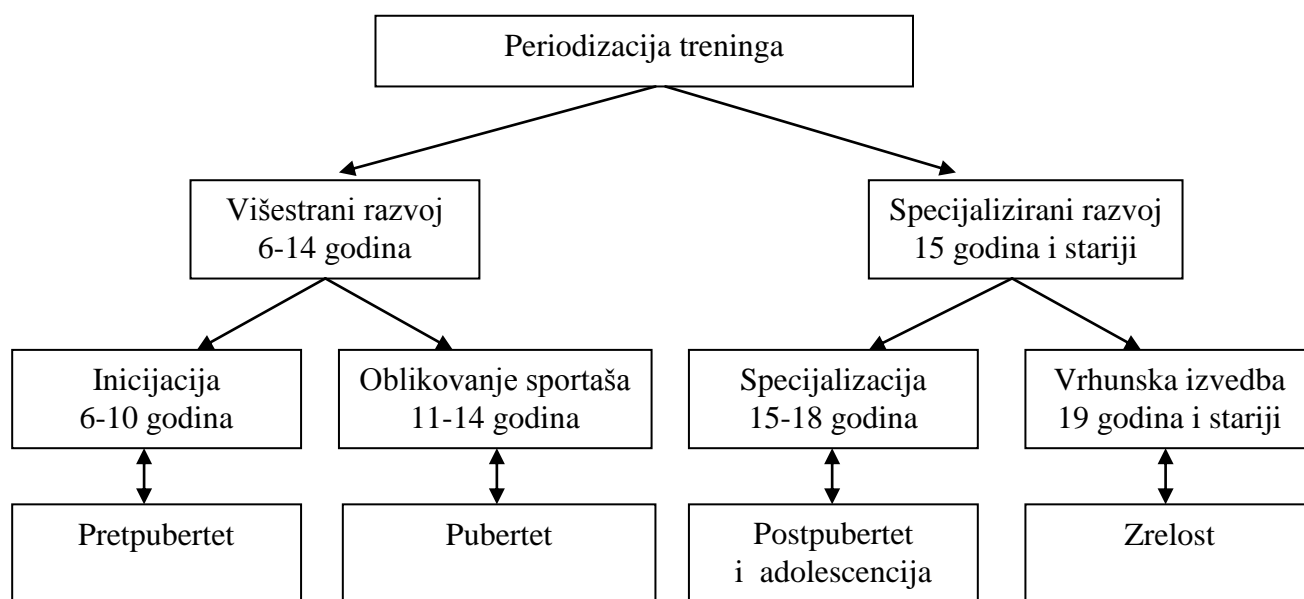 Periodizacija treninga
Višestrani razvoj
6-14 godina
Specijalizirani razvoj
15 godina i stariji
Inicijacija
6-10 godina
Oblikovanje sportaša
11-14 godina
Specijalizacija
15-18 godina
Vrhunska izvedba
19 godina i stariji
Pretpubertet
Pubertet
Postpubertet
i adolescencija
Zrelost